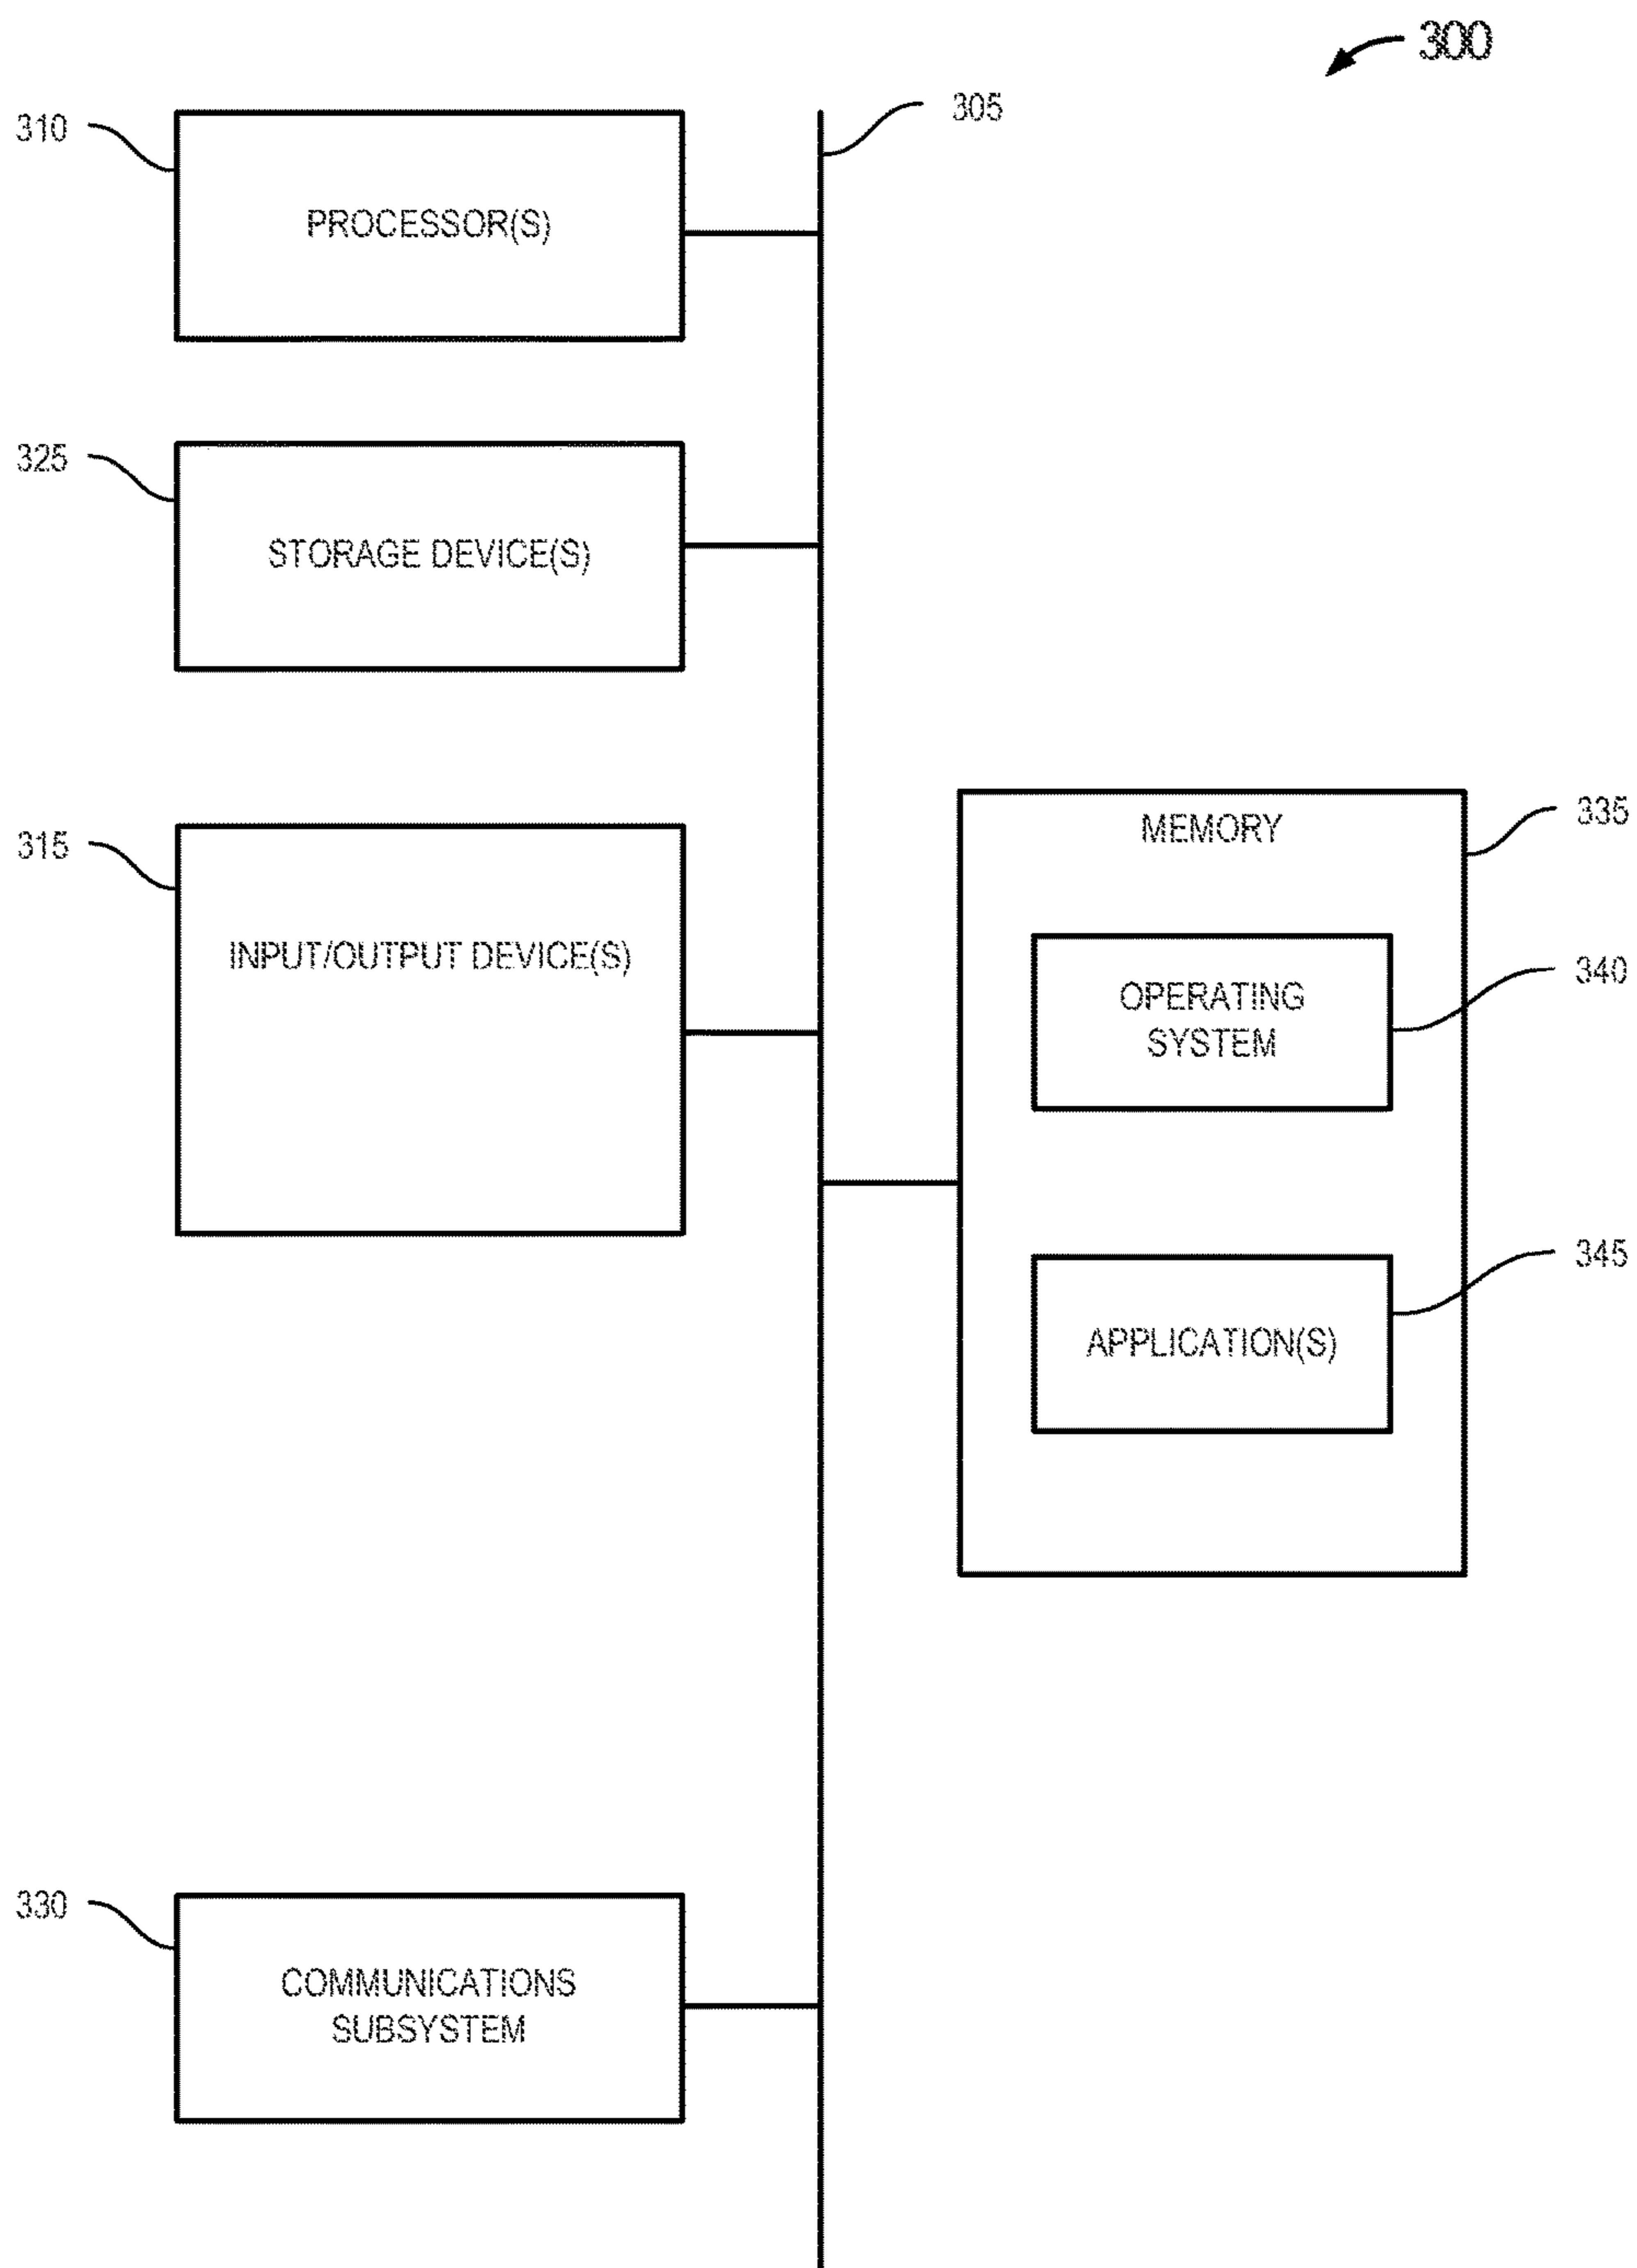 300
305
310
PROCESSOR(S)
325
STORAGE DEVICE(S)
315
INPUT/OUTPUT DEVICE(S)
MEMORY
335
OPERATING
SYSTEM
340
APPLICATION(S)
345
330
COMMUNICATIONS
SUBSYSTEM